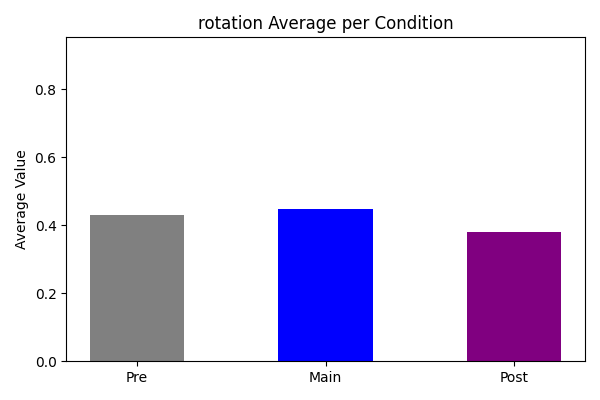 rotation Average per Condition
Average Value
0.8
0.6
0.4
0.2
0.0
Pre
Main
Post